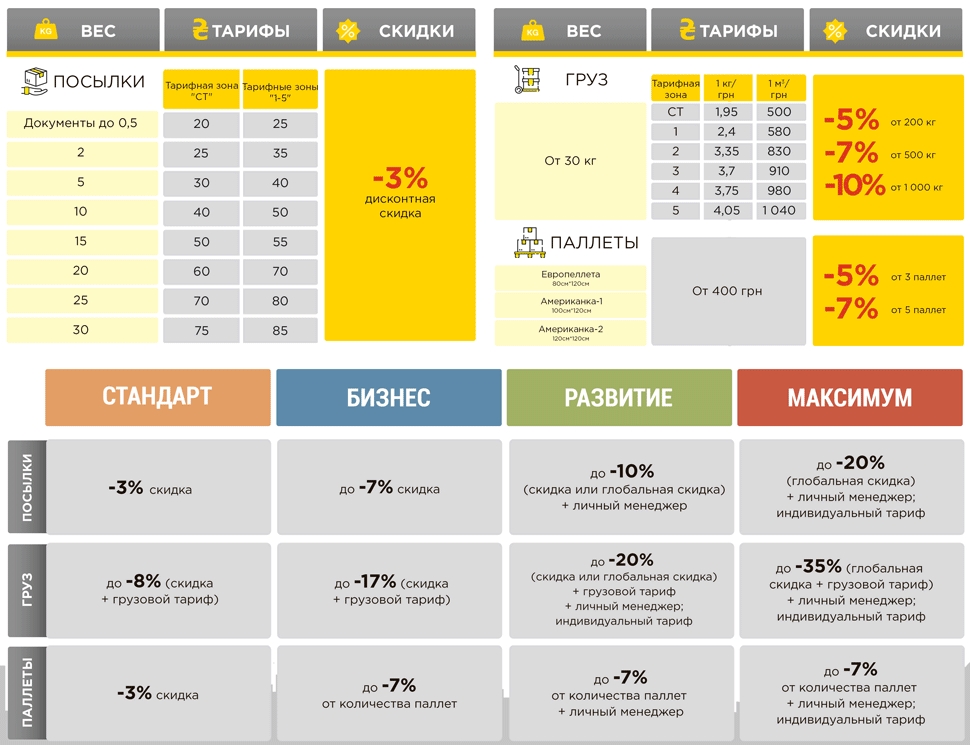 KG ВЕС
ТАРИФЫ
СКИДКИ
ПОСЫЛКИ
Тарифная зона
"СТ"
Тарифные зоны
"1-5"
Документы до 0,5 20 25
2 25 35
5 30 40
10 40 50
15 50 55
20 60 70
25 70 80
30 75 85
-3%
дисконтная
скидка
KG ВЕС
ТАРИФЫ
СКИДКИ
ГРУЗ
Тарифная
зона
1 кг/
грн
1 м³/
грн
От 30 кг
СТ 1,95 500
1 2,4 580
2 3,35 830
3 3,7 910
4 3,75 980
5 4,05 1 040
-5% от 200 кг
-7% от 500 кг
-10% от 1 000 кг
ПАЛЛЕТЫ
Европеллета
80см*120см
Американка-1
100см*120см
Американка-2
120см*120см
От 400 грн
-5% от 3 паллет
-7% от 5 паллет
СТАНДАРТ
БИЗНЕС
РАЗВИТИЕ
МАКСИМУМ
ПОСЫЛКИ
-3% скидка
до -7% скидка
до -10%
(скидка или глобальная скидка)
+ личный менеджер
до -20%
(глобальная скидка)
+ личный менеджер;
индивидуальный тариф
ГРУЗ
до -8% (скидка
+ грузовой тариф)
до -17% (скидка
+ грузовой тариф)
до -20%
(скидка или глобальная скидка)
+ грузовой тариф
+ личный менеджер;
индивидуальный тариф
до -35% (глобальная
скидка + грузовой тариф)
+ личный менеджер;
индивидуальный тариф
ПАЛЛЕТЫ
-3% скидка
до -7%
от количества паллет
до -7%
от количества паллет
+ личный менеджер
до -7%
от количества паллет
+ личный менеджер;
индивидуальный тариф